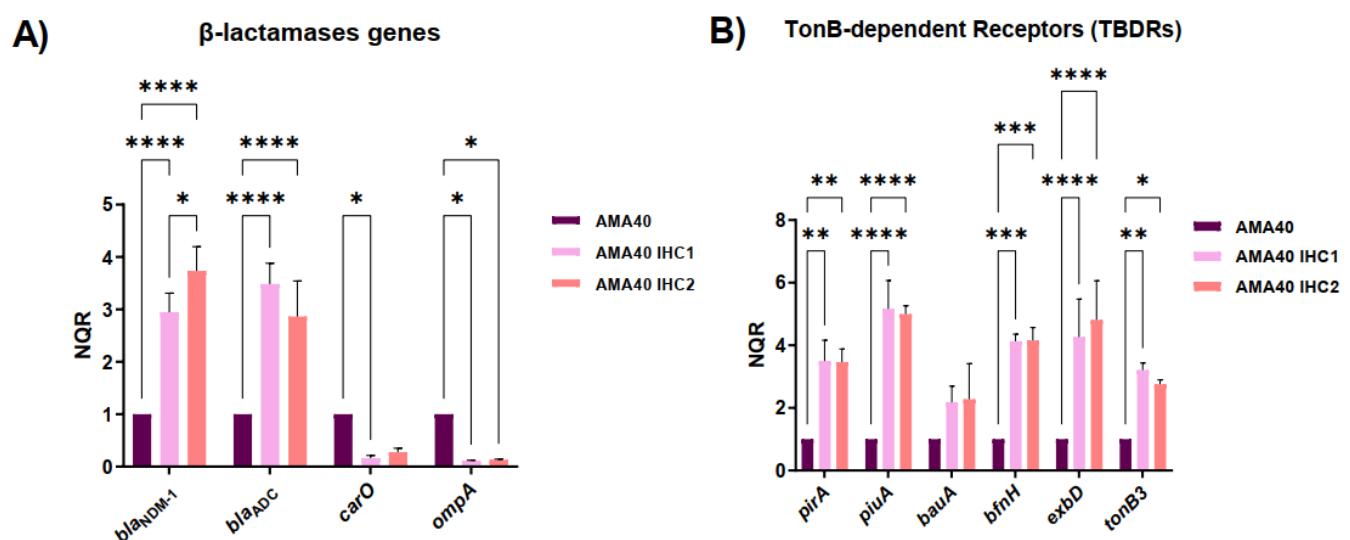 A)
β-lactamases genes
****
****
*
****
****
*
*
*
NQR
5
4
3
2
1
0
blaNDM-1
blaADC
carO
ompA
AMA40
AMA40 IHC1
AMA40 IHC2
B)
TonB-dependent Receptors (TBDRs)
****
***
**
****
****
*
**
****
***
**
NQR
8
6
4
2
0
pirA
piuA
bauA
bfnH
exbD
tonB3
AMA40
AMA40 IHC1
AMA40 IHC2